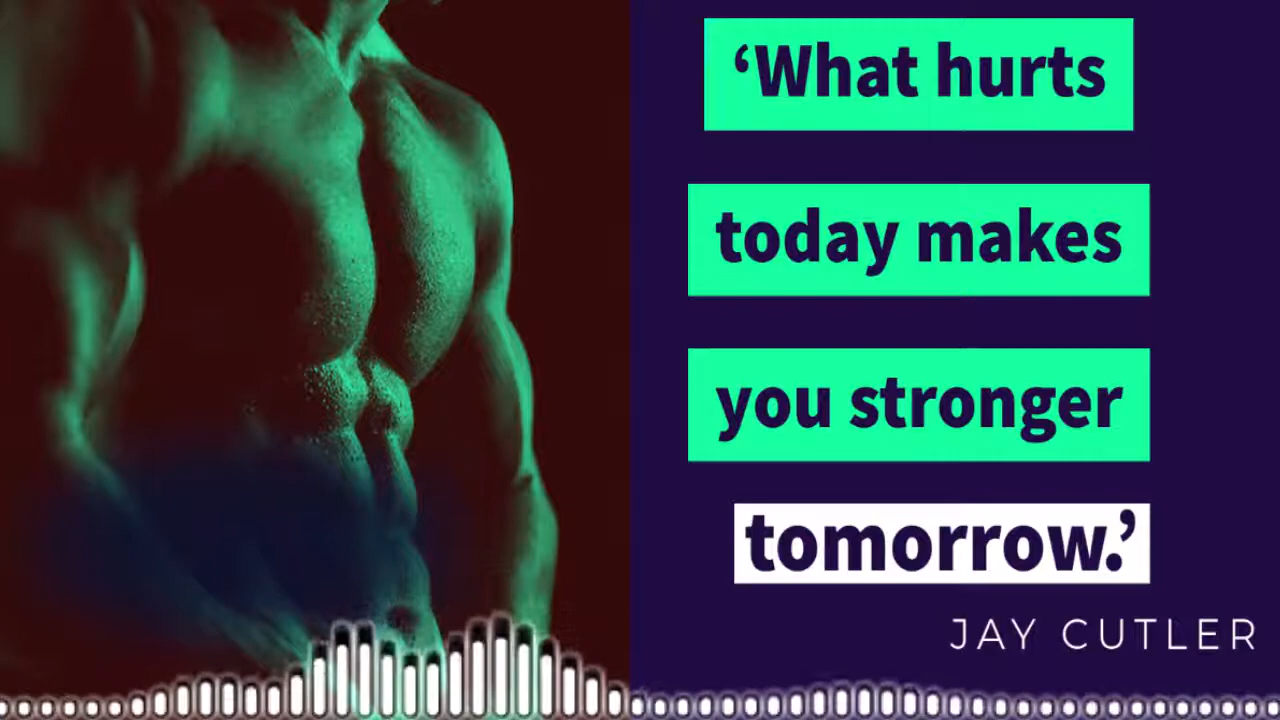 ‘What hurts
today makes
you stronger
tomorrow.’
JAY CUTLER